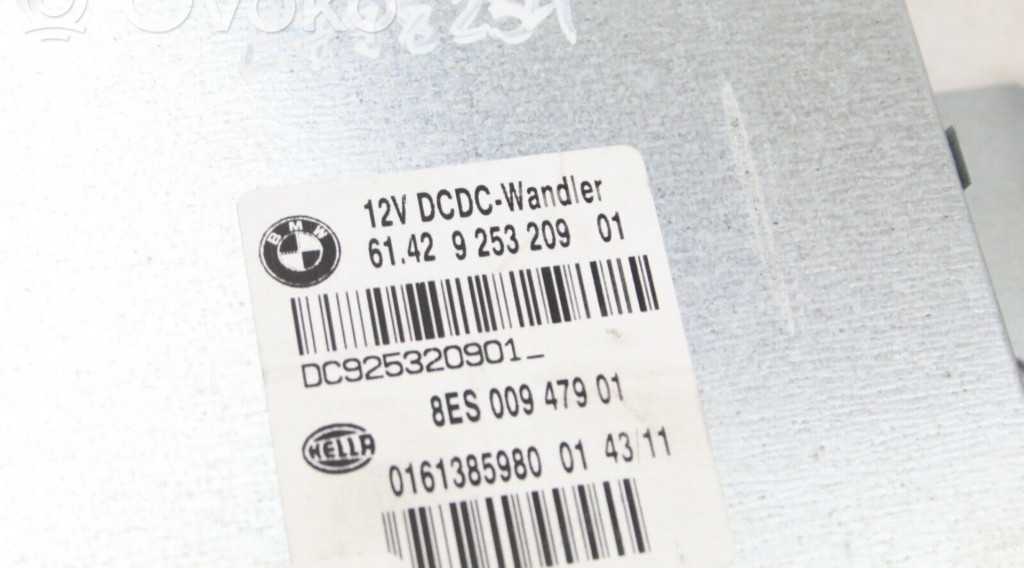 ovoko
12V DCDC-Wandler
BMW
61.42 9 253 209 01
DC925320901_
8ES 009 479 01
HELLA
0161385980 01 43/11